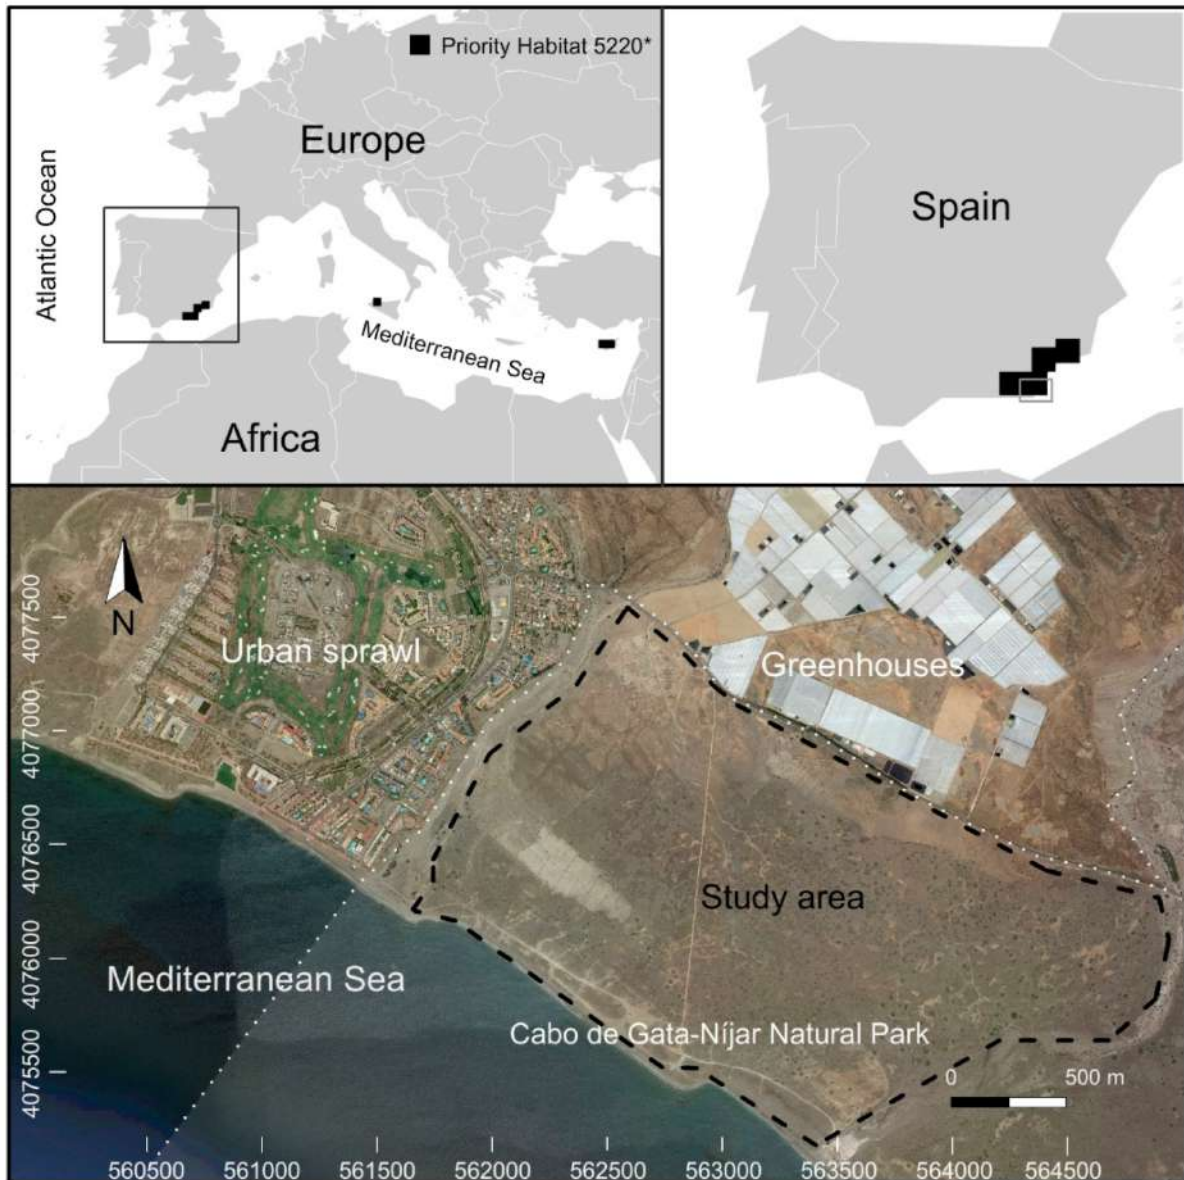 Priority Habitat 5220*
Europe
Atlantic Ocean
Mediterranean Sea
Africa
Spain
N
Urban sprawl
Greenhouses
Study area
Mediterranean Sea
Cabo de Gata-Níjar Natural Park
0 500 m
4077500
4077000
4076500
4076000
4075500
560500 561000 561500 562000 562500 563000 563500 564000 564500